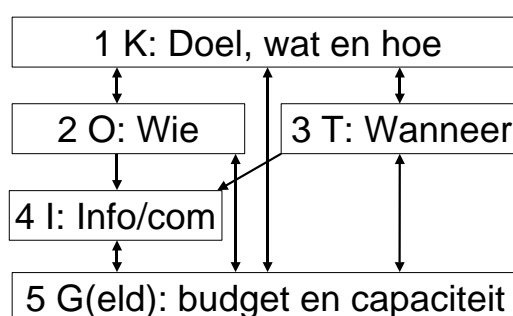 1 K: Doel, wat en hoe
2 O: Wie
3 T: Wanneer
4 I: Info/com
5 G(eld): budget en capaciteit